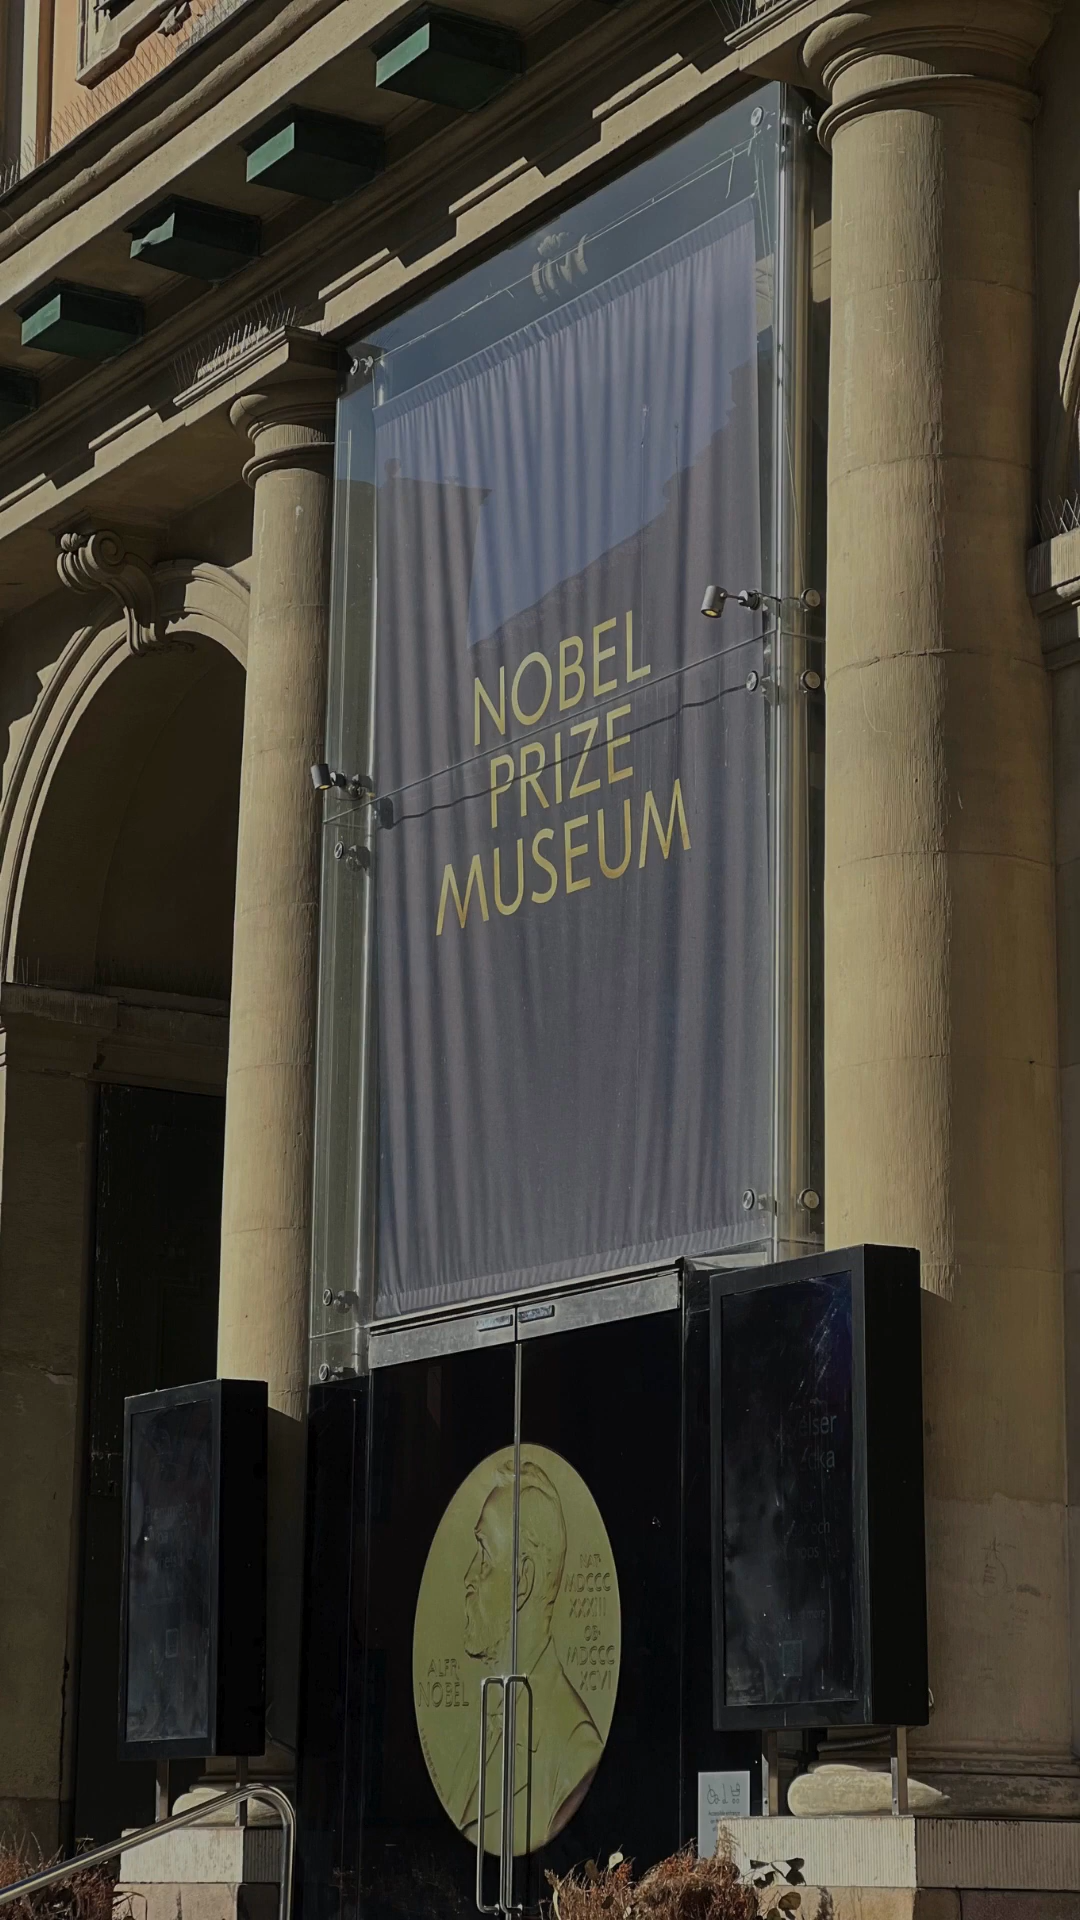 NOBEL
PRIZE
MUSEUM
ALFR·
NOBEL
NAT·
MDCCC
XXXIII
OB·
MDCCC
XCVI